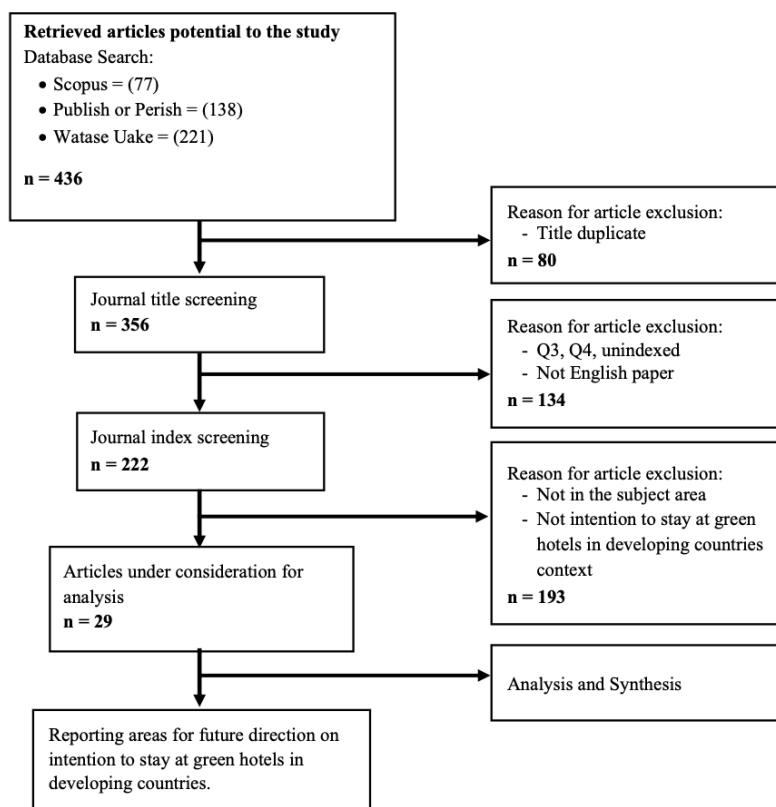 Retrieved articles potential to the study
Database Search:
• Scopus = (77)
• Publish or Perish = (138)
• Watase Uake = (221)
n = 436
Reason for article exclusion:
- Title duplicate
n = 80
Journal title screening
n = 356
Reason for article exclusion:
- Q3, Q4, unindexed
- Not English paper
n = 134
Journal index screening
n = 222
Reason for article exclusion:
- Not in the subject area
- Not intention to stay at green
hotels in developing countries
context
n = 193
Articles under consideration for
analysis
n = 29
Analysis and Synthesis
Reporting areas for future direction on
intention to stay at green hotels in
developing countries.